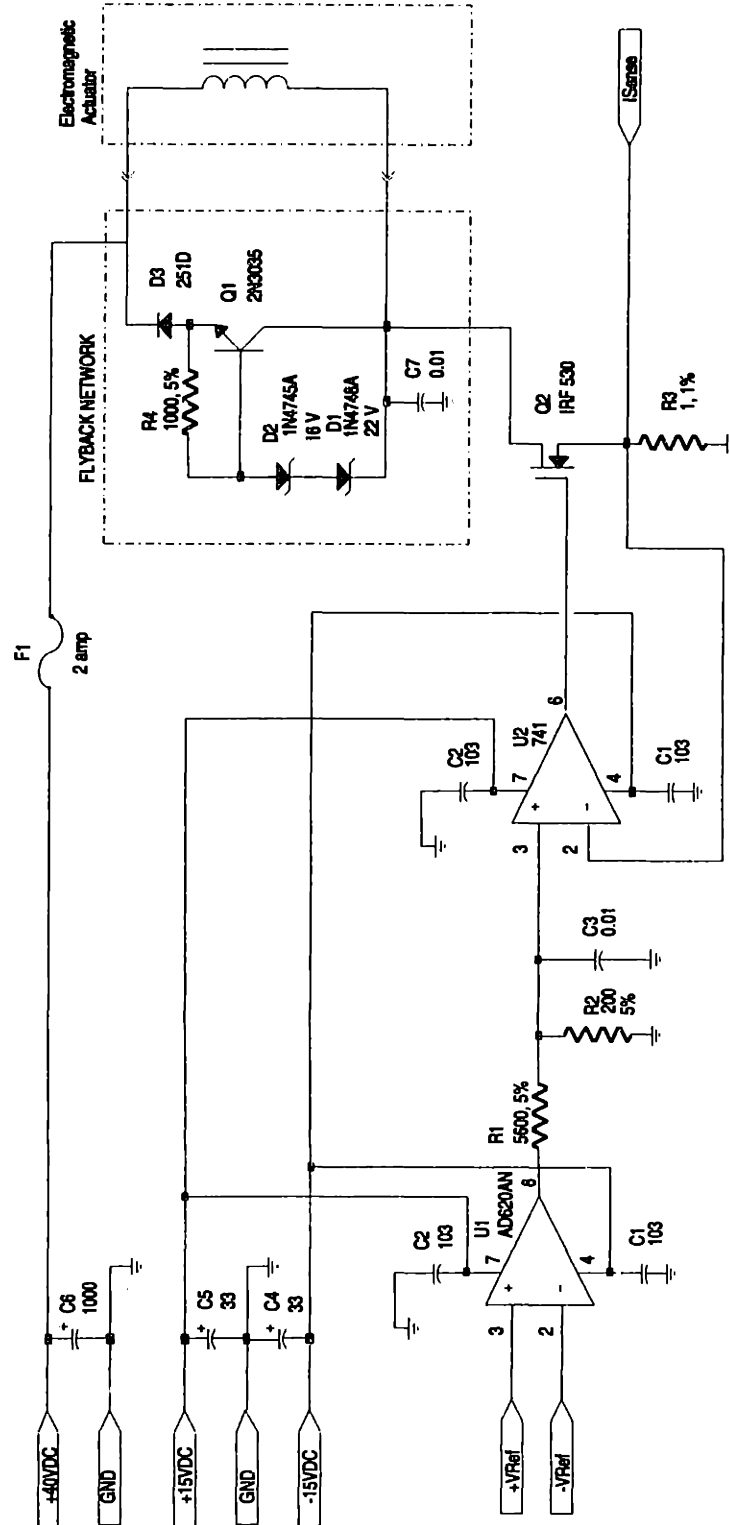 +40VDC
GND
+15VDC
GND
-15VDC
+VRef
-VRef
C6
1000
+
C5
33
+
C4
33
+
C2
103
7
U1
AD620AN
3
+
2
-
6
4
C1
103
R1
5600, 5%
R2
200
5%
C3
0.01
F1
2 amp
C2
103
7
U2
741
3
+
2
-
6
4
C1
103
FLYBACK NETWORK
D3
251D
R4
1000, 5%
Q1
2N3035
D2
1N4745A
16 V
D1
1N4748A
22 V
C7
0.01
Electromagnetic
Actuator
Q2
IRF 530
R3
1, 1%
ISense